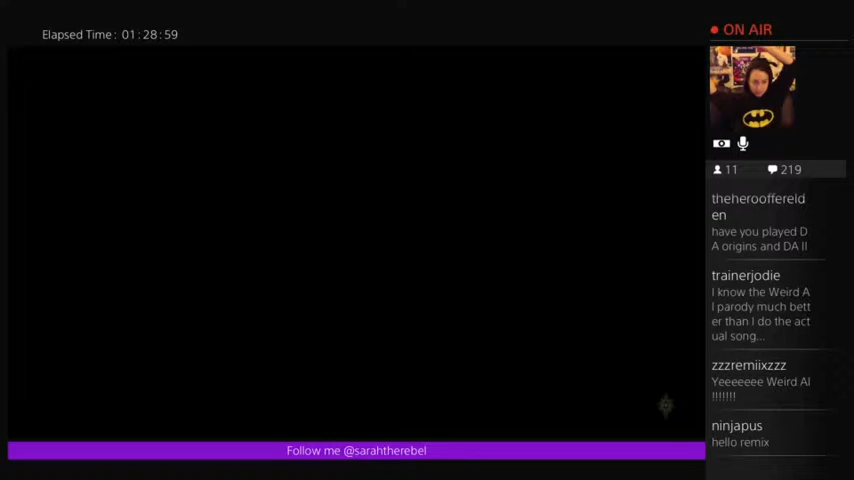 Elapsed Time: 01:28:59
ON AIR
11 219
theherooffereld
en
have you played D
A origins and DA II
trainerjodie
I know the Weird A
l parody much bett
er than I do the act
ual song...
zzzremiixzzz
Yeeeeeee Weird Al
!!!!!!!
ninjapus
hello remix
Follow me @sarahtherebel